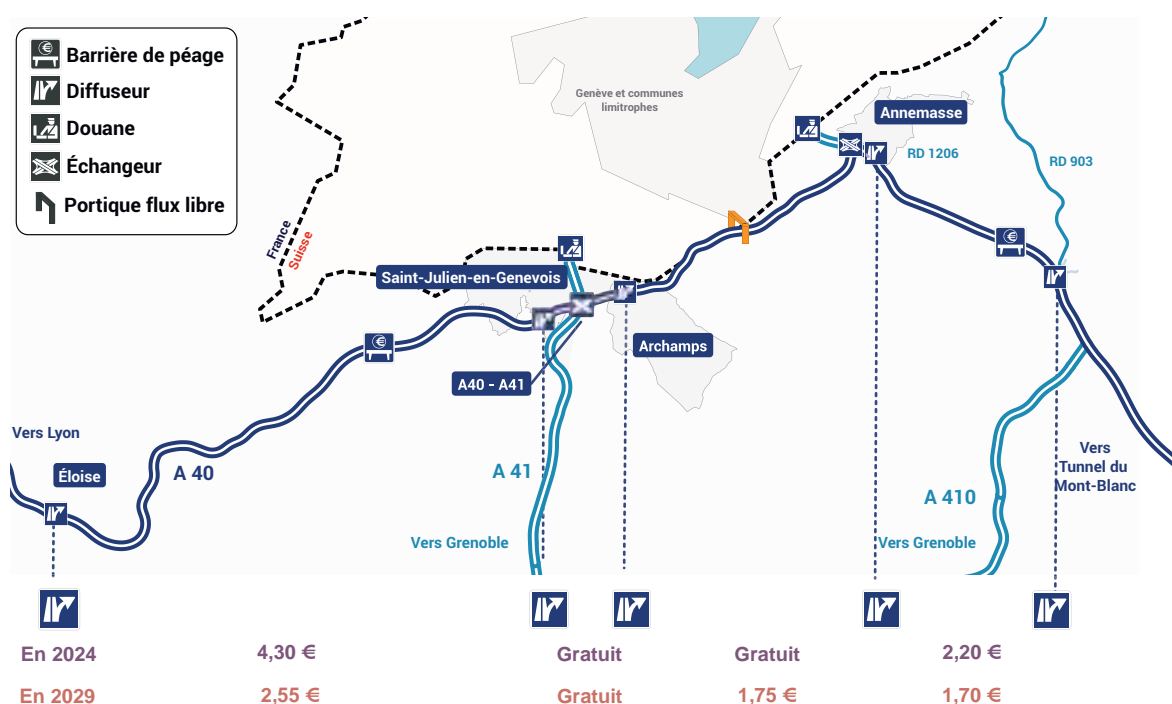 Barrière de péage
Diffuseur
Douane
Échangeur
Portique flux libre
Genève et communes
limitrophes
Annemasse
RD 1206
RD 903
France
Suisse
Saint-Julien-en-Genevois
Archamps
A40 - A41
Vers Lyon
Éloise
A 40
A 41
Vers
Tunnel du
Mont-Blanc
A 410
Vers Grenoble
Vers Grenoble
En 2024 4,30 € Gratuit Gratuit 2,20 €
En 2029 2,55 € Gratuit 1,75 € 1,70 €